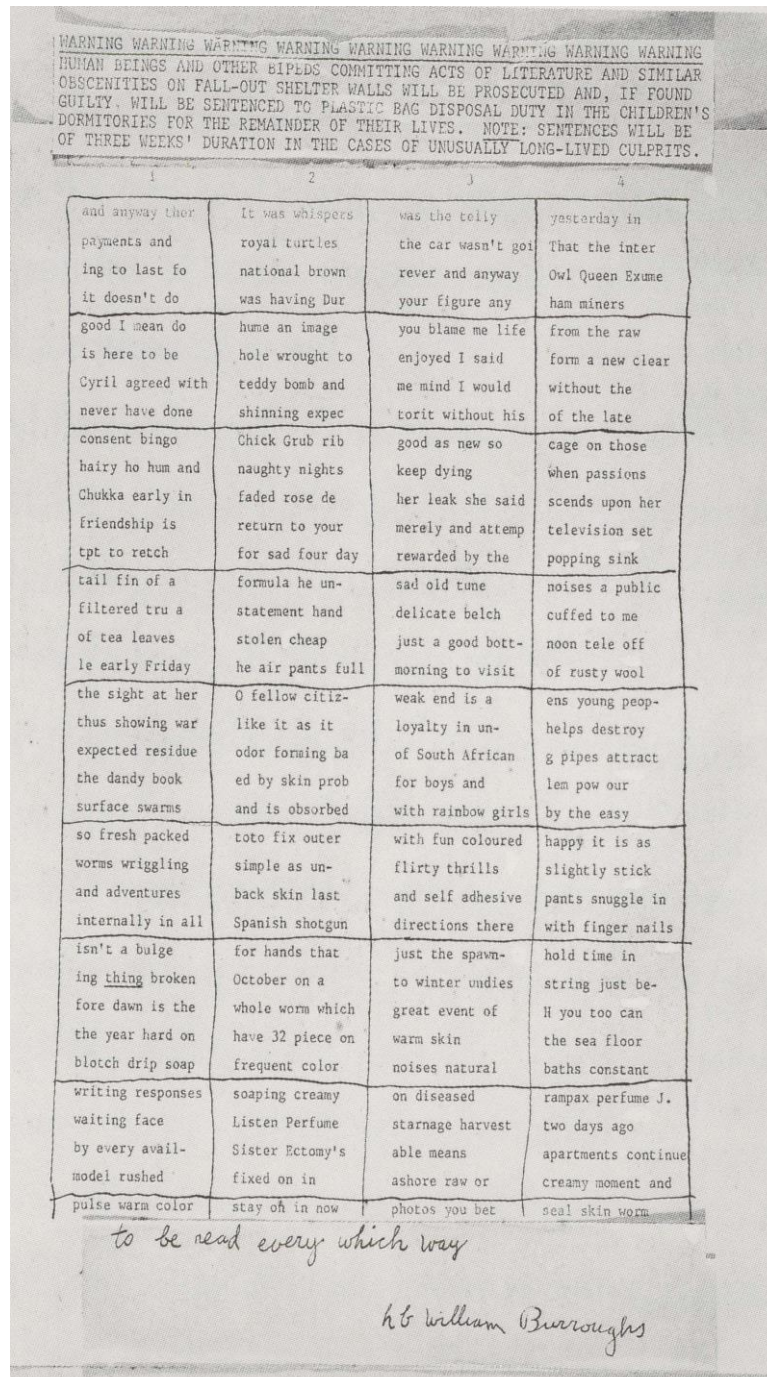 WARNING WARNING WARNING WARNING WARNING WARNING WARNING WARNING WARNING
HUMAN BEINGS AND OTHER BIPEDS COMMITTING ACTS OF LITERATURE AND SIMILAR
OBSCENITIES ON FALL-OUT SHELTER WALLS WILL BE PROSECUTED AND, IF FOUND
GUILTY, WILL BE SENTENCED TO PLASTIC BAG DISPOSAL DUTY IN THE CHILDREN'S
DORMITORIES FOR THE REMAINDER OF THEIR LIVES. NOTE: SENTENCES WILL BE
OF THREE WEEKS' DURATION IN THE CASES OF UNUSUALLY LONG-LIVED CULPRITS.
1 2 3 4
and anyway ther It was whispers was the telly yesterday in
payments and royal turtles the car wasn't goi That the inter
ing to last fo national brown rever and anyway Owl Queen Exume
it doesn't do was having Dur your figure any ham miners
good I mean do hume an image you blame me life from the raw
is here to be hole wrought to enjoyed I said form a new clear
Cyril agreed with teddy bomb and me mind I would without the
never have done shinning expec torit without his of the late
consent bingo Chick Grub rib good as new so cage on those
hairy ho hum and naughty nights keep dying when passions
Chukka early in faded rose de her leak she said scends upon her
friendship is return to your merely and attemp television set
tpt to retch for sad four day rewarded by the popping sink
tail fin of a formula he un- sad old tune noises a public
filtered tru a statement hand delicate belch cuffed to me
of tea leaves stolen cheap just a good bott- noon tele off
le early Friday he air pants full morning to visit of rusty wool
the sight at her O fellow citiz- weak end is a ens young peop-
thus showing war like it as it loyalty in un- helps destroy
expected residue odor forming ba of South African g pipes attract
the dandy book ed by skin prob for boys and lem pow our
surface swarms and is obsorbed with rainbow girls by the easy
so fresh packed toto fix outer with fun coloured happy it is as
worms wriggling simple as un- flirty thrills slightly stick
and adventures back skin last and self adhesive pants snuggle in
internally in all Spanish shotgun directions there with finger nails
isn't a bulge for hands that just the spawn- hold time in
ing thing broken October on a to winter undies string just be-
fore dawn is the whole worm which great event of H you too can
the year hard on have 32 piece on warm skin the sea floor
blotch drip soap frequent color noises natural baths constant
writing responses soaping creamy on diseased rampax perfume J.
waiting face Listen Perfume starnage harvest two days ago
by every avail- Sister Ectomy's able means apartments continue
model rushed fixed on in ashore raw or creamy moment and
pulse warm color stay on in now photos you bet seal skin worm
to be read every which way
hb William Burroughs